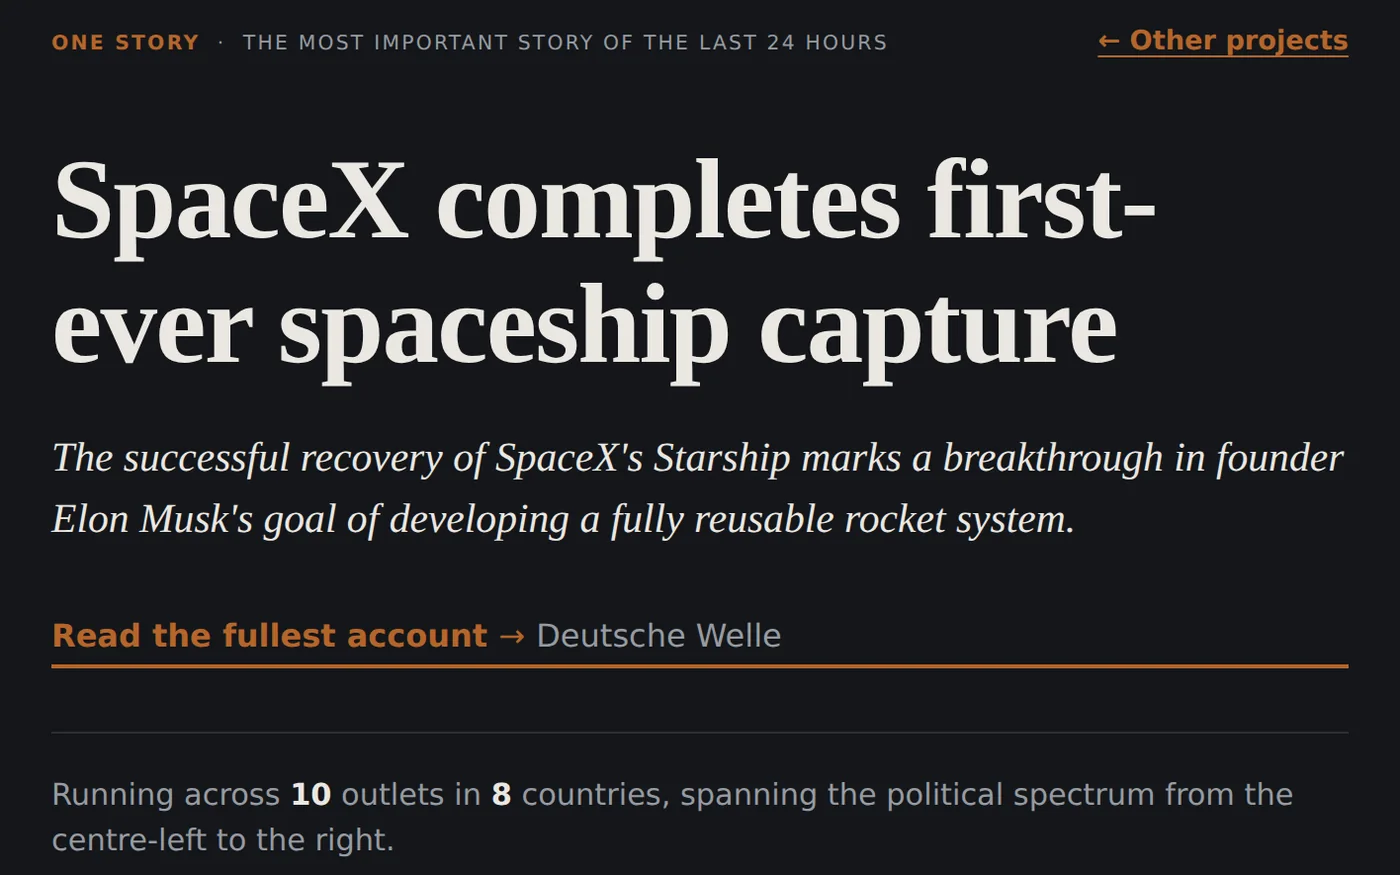 ONE STORY · THE MOST IMPORTANT STORY OF THE LAST 24 HOURS
← Other projects
SpaceX completes first-
ever spaceship capture
The successful recovery of SpaceX's Starship marks a breakthrough in founder
Elon Musk's goal of developing a fully reusable rocket system.
Read the fullest account → Deutsche Welle
Running across 10 outlets in 8 countries, spanning the political spectrum from the
centre-left to the right.